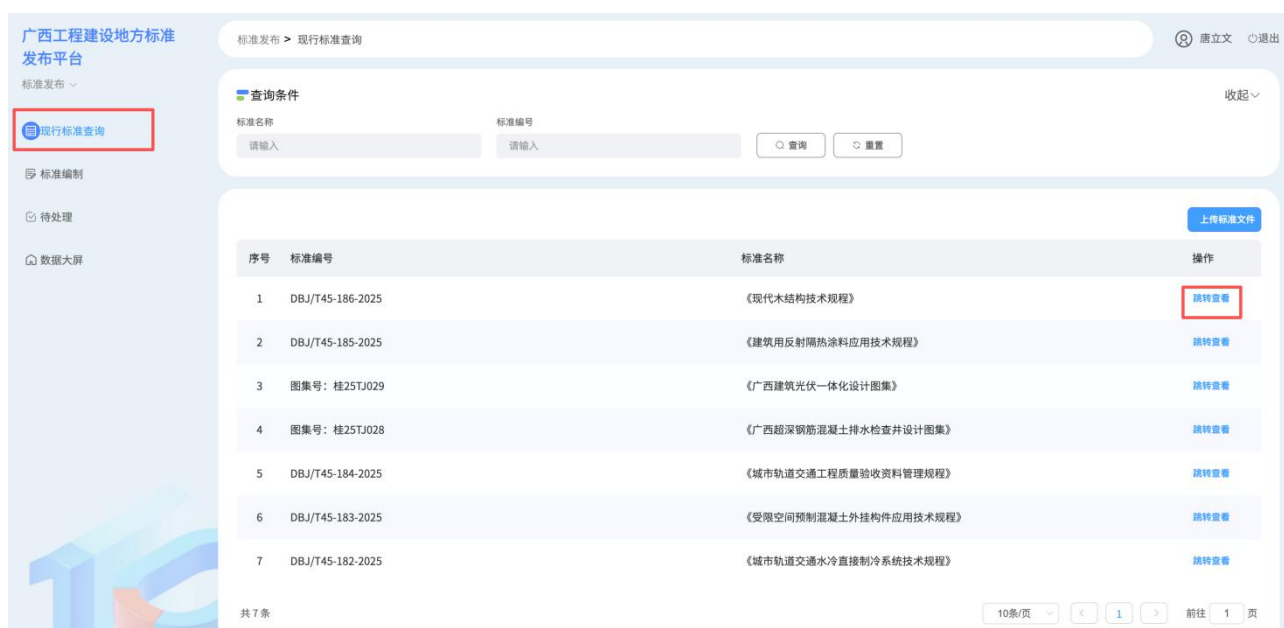 广西工程建设地方标准
发布平台
标准发布 > 现行标准查询
唐立文 退出
标准发布
现行标准查询
标准编制
待处理
数据大屏
查询条件
收起
标准名称 标准编号
请输入 请输入 查询 重置
上传标准文件
序号 标准编号 标准名称 操作
1 DBJ/T45-186-2025 《现代木结构技术规程》 跳转查看
2 DBJ/T45-185-2025 《建筑用反射隔热涂料应用技术规程》 跳转查看
3 图集号：桂25TJ029 《广西建筑光伏一体化设计图集》 跳转查看
4 图集号：桂25TJ028 《广西超深钢筋混凝土排水检查井设计图集》 跳转查看
5 DBJ/T45-184-2025 《城市轨道交通工程质量验收资料管理规程》 跳转查看
6 DBJ/T45-183-2025 《受限空间预制混凝土外挂构件应用技术规程》 跳转查看
7 DBJ/T45-182-2025 《城市轨道交通水冷直接制冷系统技术规程》 跳转查看
共 7 条 10条/页 < 1 > 前往 1 页